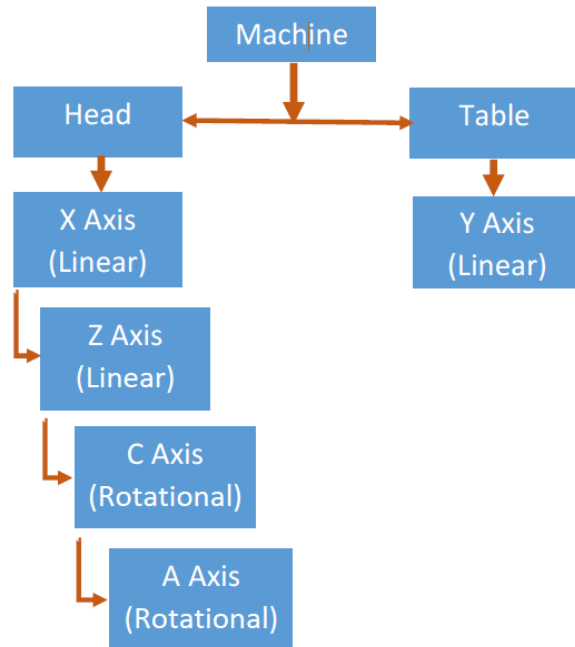 Machine
Head
Table
X Axis
(Linear)
Y Axis
(Linear)
Z Axis
(Linear)
C Axis
(Rotational)
A Axis
(Rotational)